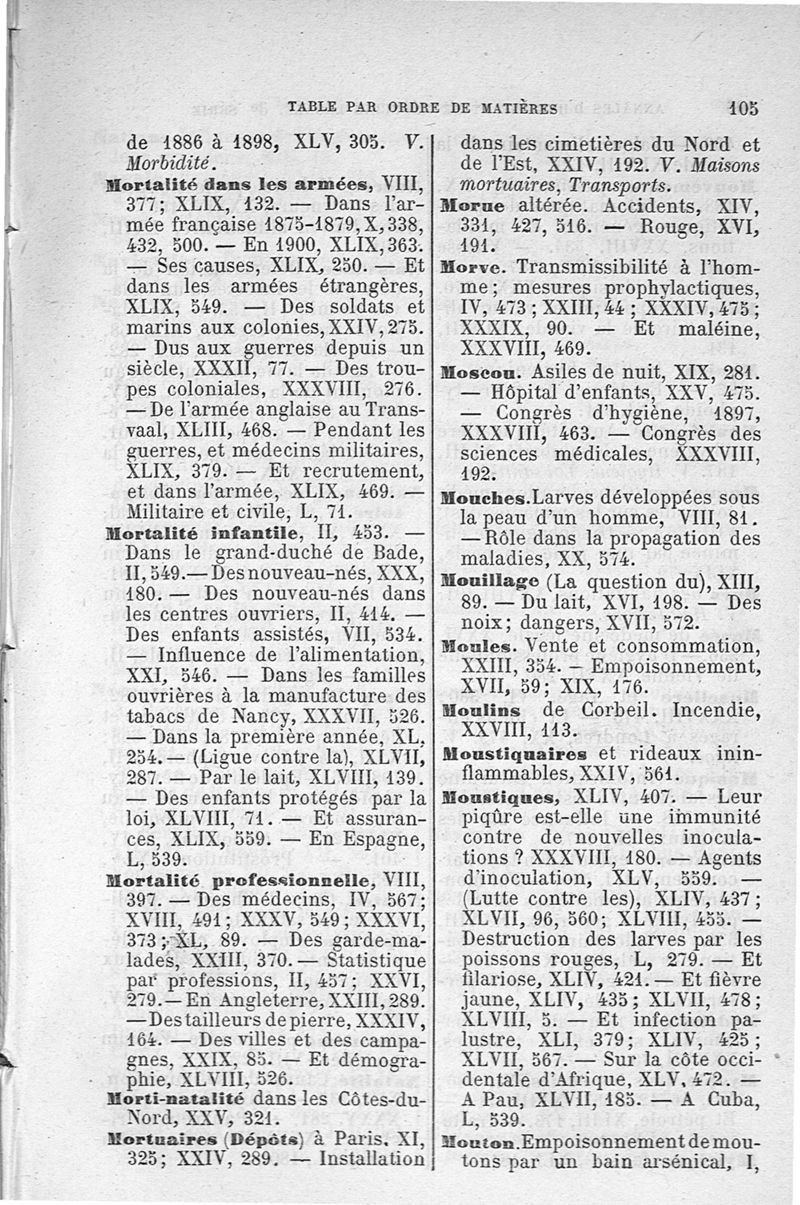 TABLE PAR ORDRE DE MATIÈRES 105
de 1886 à 1898, XLV, 305. V.
Morbidité.
Mortalité dans les armées, VIII,
377; XLIX, 132. — Dans l'ar-
mée française 1875-1879, X, 338,
432, 500. — En 1900, XLIX, 363.
— Ses causes, XLIX, 250. — Et
dans les armées étrangères,
XLIX, 549. — Des soldats et
marins aux colonies, XXIV, 275.
— Dus aux guerres depuis un
siècle, XXXII, 77. — Des trou-
pes coloniales, XXXVIII, 276.
— De l'armée anglaise au Trans-
vaal, XLIII, 468. — Pendant les
guerres, et médecins militaires,
XLIX, 379. — Et recrutement,
et dans l'armée, XLIX, 469. —
Militaire et civile, L, 71.
Mortalité infantile, II, 453. —
Dans le grand-duché de Bade,
II, 549. — Des nouveau-nés, XXX,
180. — Des nouveau-nés dans
les centres ouvriers, II, 414. —
Des enfants assistés, VII, 534.
— Influence de l'alimentation,
XXI, 546. — Dans les familles
ouvrières à la manufacture des
tabacs de Nancy, XXXVII, 526.
— Dans la première année, XL,
254. — (Ligue contre la), XLVII,
287. — Par le lait, XLVIII, 139.
— Des enfants protégés par la
loi, XLVIII, 71. — Et assuran-
ces, XLIX, 559. — En Espagne,
L, 539.
Mortalité professionnelle, VIII,
397. — Des médecins, IV, 567;
XVIII, 491; XXXV, 549; XXXVI,
373; XL, 89. — Des garde-ma-
lades, XXIII, 370. — Statistique
par professions, II, 457; XXVI,
279. — En Angleterre, XXIII, 289.
— Des tailleurs de pierre, XXXIV,
164. — Des villes et des campa-
gnes, XXIX, 85. — Et démogra-
phie, XLVIII, 526.
Morti-natalité dans les Côtes-du-
Nord, XXV, 321.
Mortuaires (Dépôts) à Paris. XI,
325; XXIV, 289. — Installation
dans les cimetières du Nord et
de l'Est, XXIV, 192. V. Maisons
mortuaires, Transports.
Morue altérée. Accidents, XIV,
331, 427, 516. — Rouge, XVI,
191.
Morve. Transmissibilité à l'hom-
me; mesures prophylactiques,
IV, 473; XXIII, 44; XXXIV, 475;
XXXIX, 90. — Et maléine,
XXXVIII, 469.
Moscou. Asiles de nuit, XIX, 281.
— Hôpital d'enfants, XXV, 475.
— Congrès d'hygiène, 1897,
XXXVIII, 463. — Congrès des
sciences médicales, XXXVIII,
192.
Mouches. Larves développées sous
la peau d'un homme, VIII, 81.
— Rôle dans la propagation des
maladies, XX, 574.
Mouillage (La question du), XIII,
89. — Du lait, XVI, 198. — Des
noix; dangers, XVII, 572.
Moules. Vente et consommation,
XXIII, 354. — Empoisonnement,
XVII, 59; XIX, 176.
Moulins de Corbeil. Incendie,
XXVIII, 113.
Moustiquaires et rideaux inin-
flammables, XXIV, 561.
Moustiques, XLIV, 407. — Leur
piqûre est-elle une immunité
contre de nouvelles inocula-
tions ? XXXVIII, 180. — Agents
d'inoculation, XLV, 559. —
(Lutte contre les), XLIV, 437;
XLVII, 96, 560; XLVIII, 455. —
Destruction des larves par les
poissons rouges, L, 279. — Et
filariose, XLIV, 421. — Et fièvre
jaune, XLIV, 435; XLVII, 478;
XLVIII, 5. — Et infection pa-
lustre, XLI, 379; XLIV, 425;
XLVII, 567. — Sur la côte occi-
dentale d'Afrique, XLV, 472. —
A Pau, XLVII, 185. — A Cuba,
L, 539.
Mouton. Empoisonnement de mou-
tons par un bain arsénical, I,